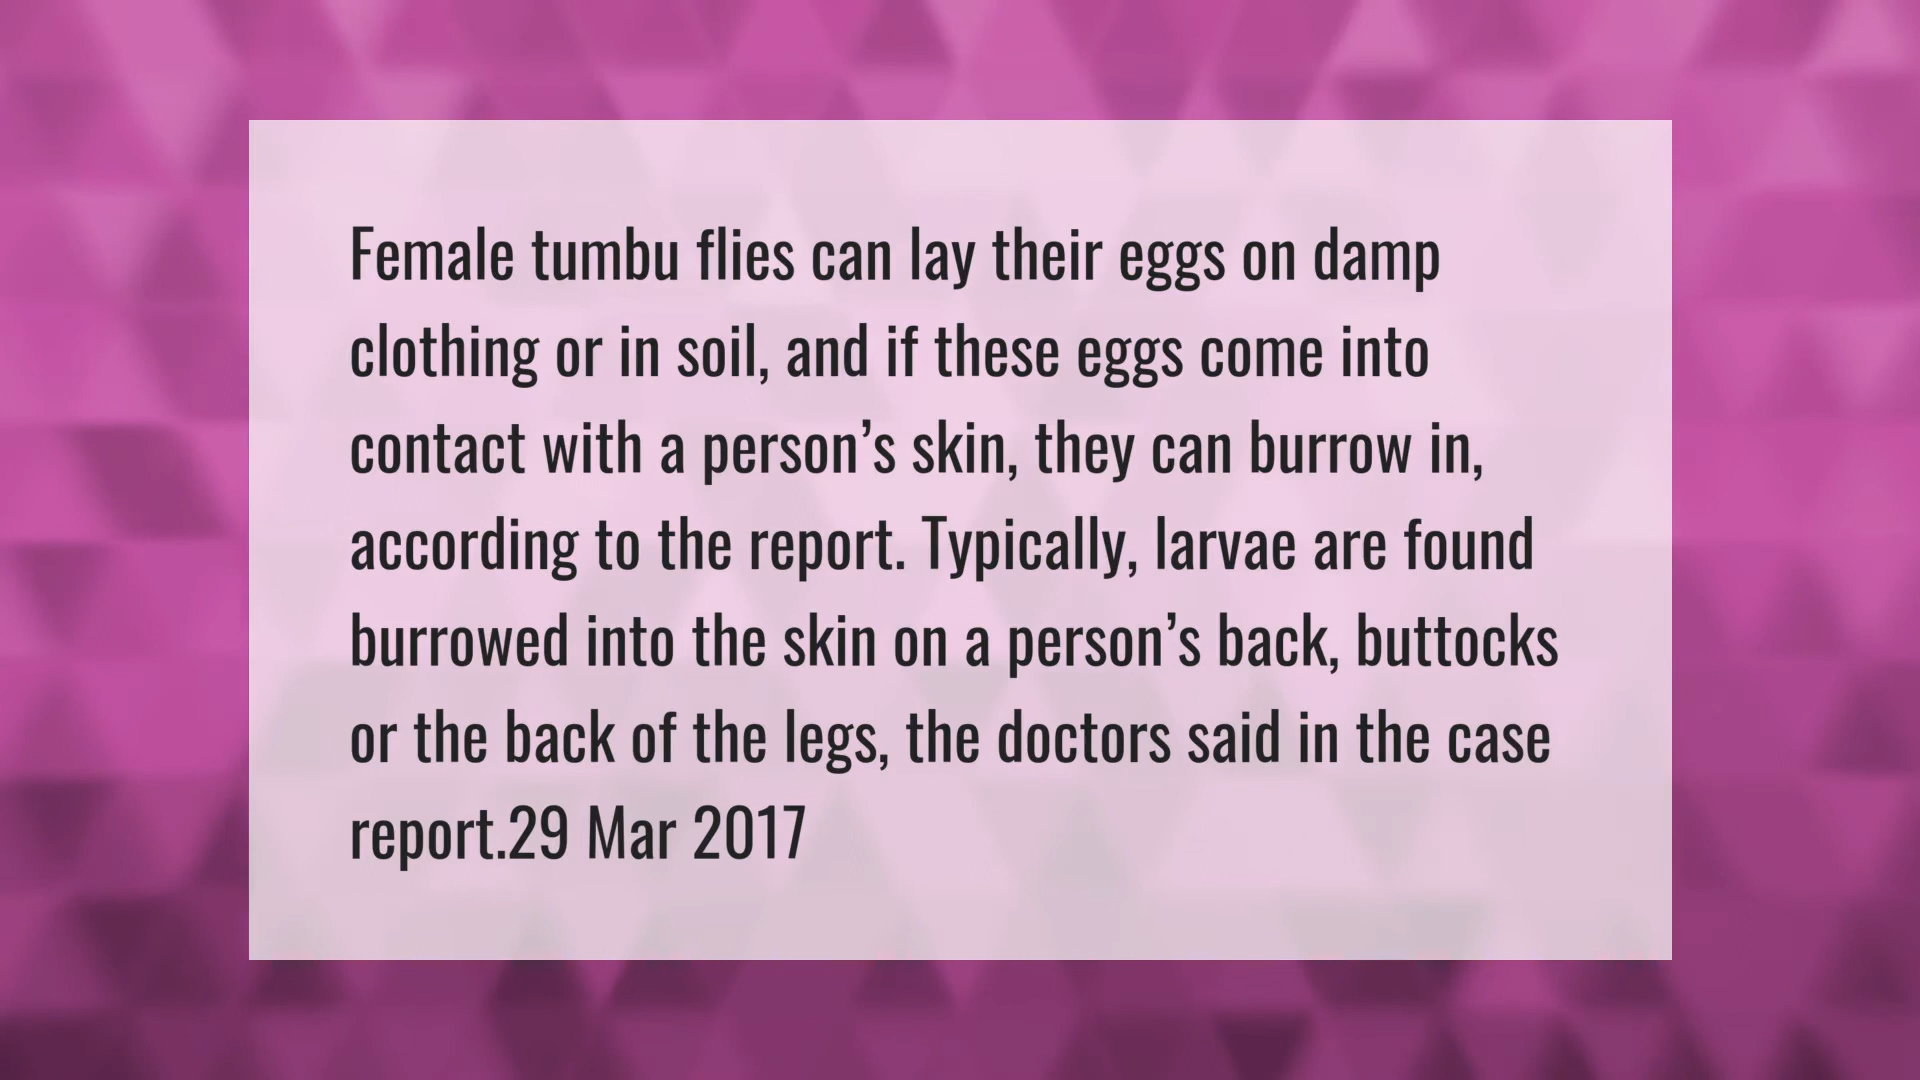 Female tumbu flies can lay their eggs on damp
clothing or in soil, and if these eggs come into
contact with a person’s skin, they can burrow in,
according to the report. Typically, larvae are found
burrowed into the skin on a person’s back, buttocks
or the back of the legs, the doctors said in the case
report.29 Mar 2017